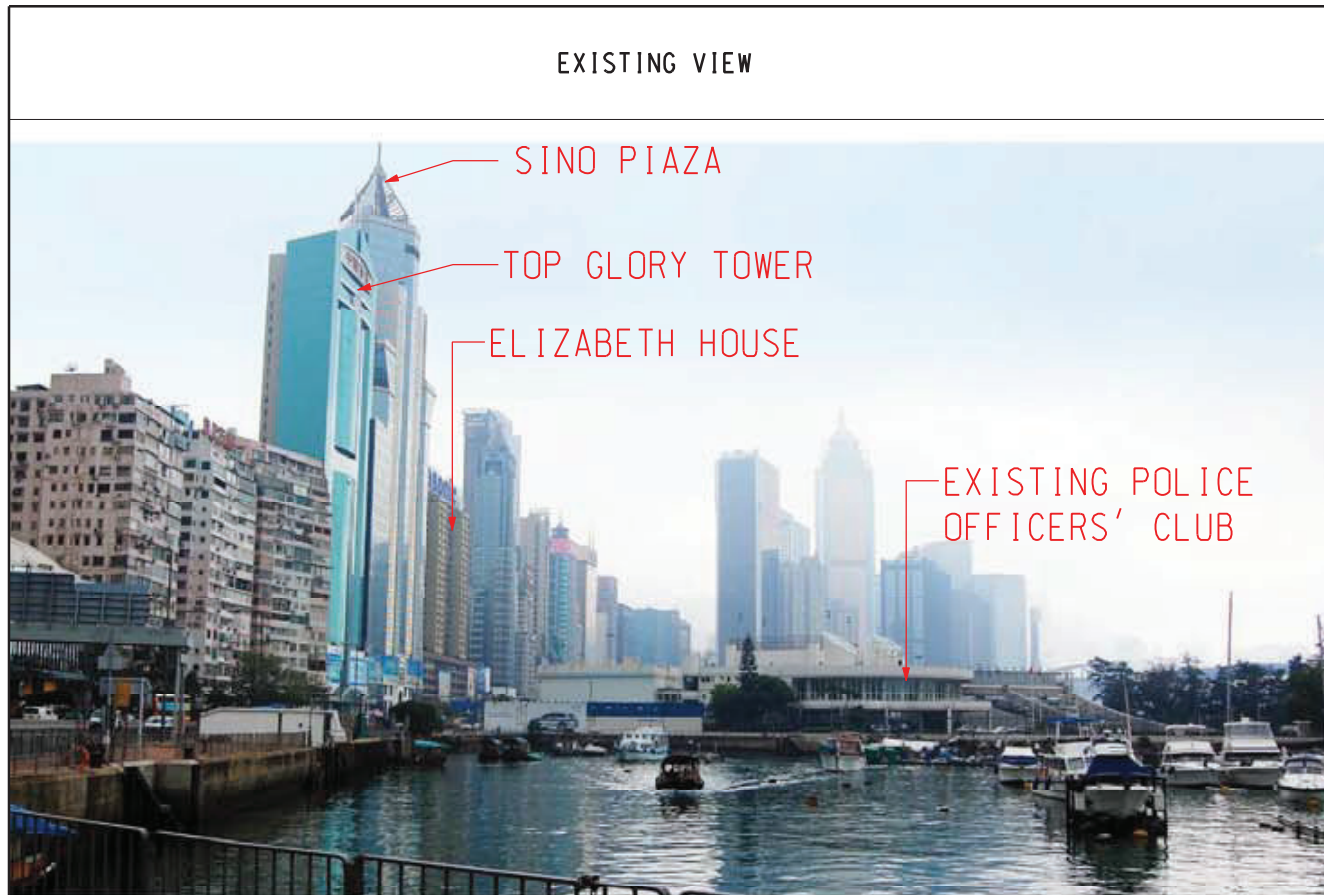 EXISTING VIEW
SINO PIAZA
TOP GLORY TOWER
ELIZABETH HOUSE
EXISTING POLICE
OFFICERS' CLUB